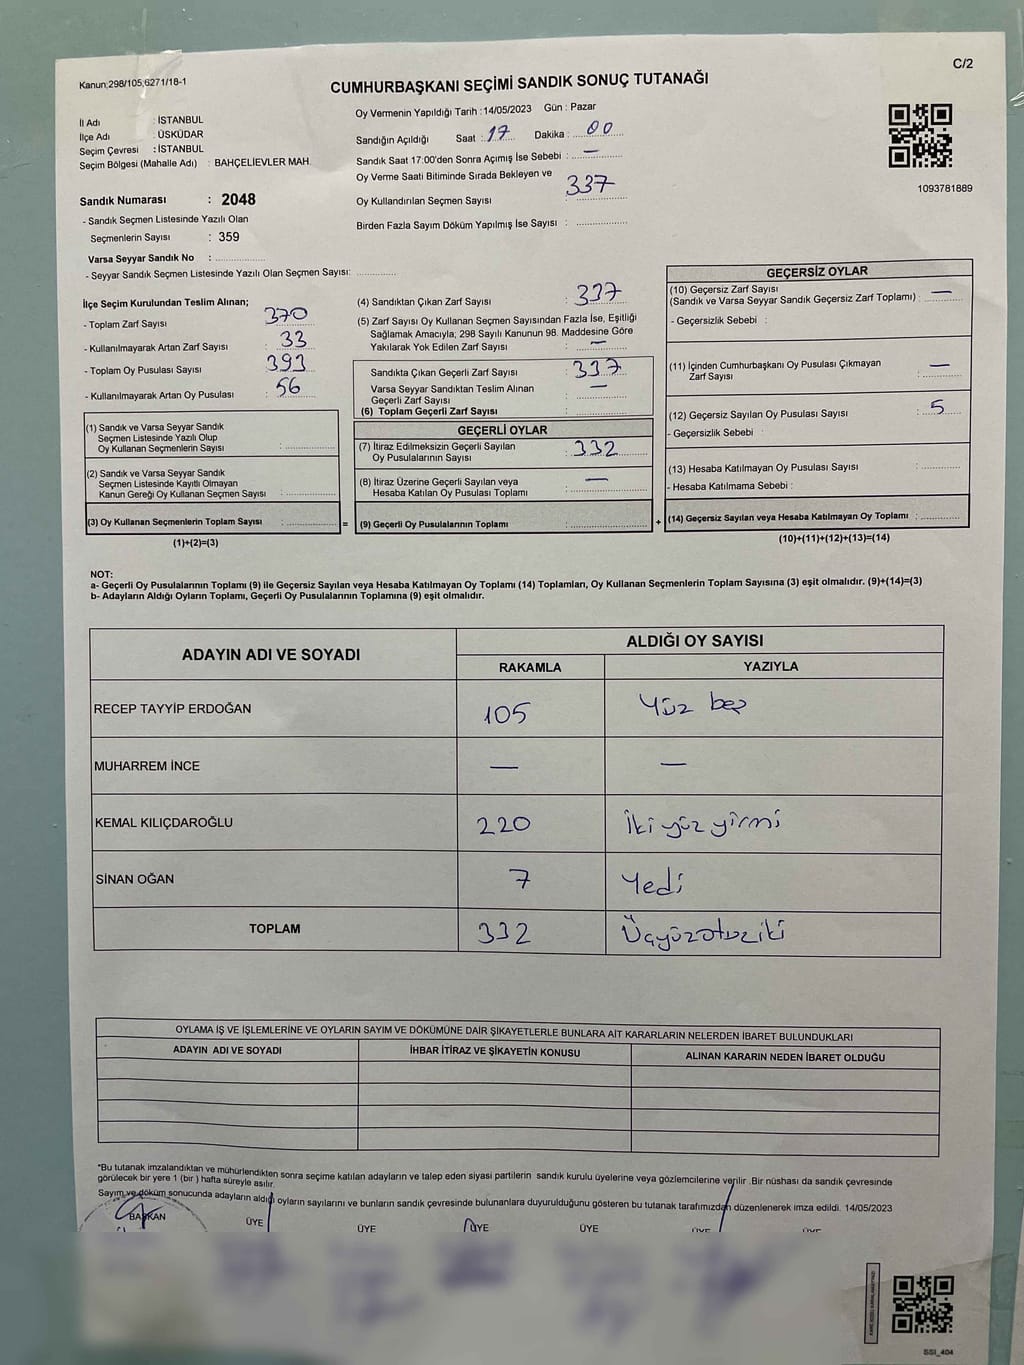 Kanun;298/105;6271/18-1
C/2
CUMHURBAŞKANI SEÇİMİ SANDIK SONUÇ TUTANAĞI
İl Adı : İSTANBUL
İlçe Adı : ÜSKÜDAR
Seçim Çevresi : İSTANBUL
Seçim Bölgesi (Mahalle Adı) : BAHÇELİEVLER MAH.
Sandık Numarası : 2048
- Sandık Seçmen Listesinde Yazılı Olan
Seçmenlerin Sayısı : 359
Varsa Seyyar Sandık No :
- Seyyar Sandık Seçmen Listesinde Yazılı Olan Seçmen Sayısı:
Oy Vermenin Yapıldığı Tarih : 14/05/2023 Gün : Pazar
Sandığın Açıldığı Saat : 17 Dakika : 00
Sandık Saat 17:00'den Sonra Açımış İse Sebebi : —
Oy Verme Saati Bitiminde Sırada Bekleyen ve
Oy Kullandırılan Seçmen Sayısı : 337
Birden Fazla Sayım Döküm Yapılmış İse Sayısı :
1093781889
İlçe Seçim Kurulundan Teslim Alınan;
- Toplam Zarf Sayısı : 370
- Kullanılmayarak Artan Zarf Sayısı : 33
- Toplam Oy Pusulası Sayısı : 393
- Kullanılmayarak Artan Oy Pusulası : 56
(1) Sandık ve Varsa Seyyar Sandık
Seçmen Listesinde Yazılı Olup
Oy Kullanan Seçmenlerin Sayısı :
(2) Sandık ve Varsa Seyyar Sandık
Seçmen Listesinde Kayıtlı Olmayan
Kanun Gereği Oy Kullanan Seçmen Sayısı :
(3) Oy Kullanan Seçmenlerin Toplam Sayısı : =
(1)+(2)=(3)
(4) Sandıktan Çıkan Zarf Sayısı : 337
(5) Zarf Sayısı Oy Kullanan Seçmen Sayısından Fazla İse, Eşitliği
Sağlamak Amacıyla; 298 Sayılı Kanunun 98. Maddesine Göre
Yakılarak Yok Edilen Zarf Sayısı : —
Sandıkta Çıkan Geçerli Zarf Sayısı : 337
Varsa Seyyar Sandıktan Teslim Alınan
Geçerli Zarf Sayısı : —
(6) Toplam Geçerli Zarf Sayısı :
GEÇERLİ OYLAR
(7) İtiraz Edilmeksizin Geçerli Sayılan
Oy Pusulalarının Sayısı : 332
(8) İtiraz Üzerine Geçerli Sayılan veya
Hesaba Katılan Oy Pusulası Toplamı : —
(9) Geçerli Oy Pusulalarının Toplamı : +
GEÇERSİZ OYLAR
(10) Geçersiz Zarf Sayısı
(Sandık ve Varsa Seyyar Sandık Geçersiz Zarf Toplamı) : —
- Geçersizlik Sebebi :
(11) İçinden Cumhurbaşkanı Oy Pusulası Çıkmayan
Zarf Sayısı : —
(12) Geçersiz Sayılan Oy Pusulası Sayısı : 5
- Geçersizlik Sebebi :
(13) Hesaba Katılmayan Oy Pusulası Sayısı :
- Hesaba Katılmama Sebebi :
(14) Geçersiz Sayılan veya Hesaba Katılmayan Oy Toplamı :
(10)+(11)+(12)+(13)=(14)
NOT:
a- Geçerli Oy Pusulalarının Toplamı (9) ile Geçersiz Sayılan veya Hesaba Katılmayan Oy Toplamı (14) Toplamları, Oy Kullanan Seçmenlerin Toplam Sayısına (3) eşit olmalıdır. (9)+(14)=(3)
b- Adayların Aldığı Oyların Toplamı, Geçerli Oy Pusulalarının Toplamına (9) eşit olmalıdır.
ADAYIN ADI VE SOYADI
ALDIĞI OY SAYISI
RAKAMLA YAZIYLA
RECEP TAYYİP ERDOĞAN 105 Yüz beş
MUHARREM İNCE — —
KEMAL KILIÇDAROĞLU 220 İki yüz yirmi
SİNAN OĞAN 7 Yedi
TOPLAM 332 Üçyüzotuziki
OYLAMA İŞ VE İŞLEMLERİNE VE OYLARIN SAYIM VE DÖKÜMÜNE DAİR ŞİKAYETLERLE BUNLARA AİT KARARLARIN NELERDEN İBARET BULUNDUKLARI
ADAYIN ADI VE SOYADI İHBAR İTİRAZ VE ŞİKAYETİN KONUSU ALINAN KARARIN NEDEN İBARET OLDUĞU
*Bu tutanak imzalandıktan ve mühürlendikten sonra seçime katılan adayların ve talep eden siyasi partilerin sandık kurulu üyelerine veya gözlemcilerine verilir .Bir nüshası da sandık çevresinde
görülecek bir yere 1 (bir ) hafta süreyle asılır.
Sayım ve döküm sonucunda adayların aldığı oyların sayılarını ve bunların sandık çevresinde bulunanlara duyurulduğunu gösteren bu tutanak tarafımızdan düzenlenerek imza edildi. 14/05/2023
BAŞKAN ÜYE ÜYE ÜYE ÜYE ÜYE ÜYE
SSI_404